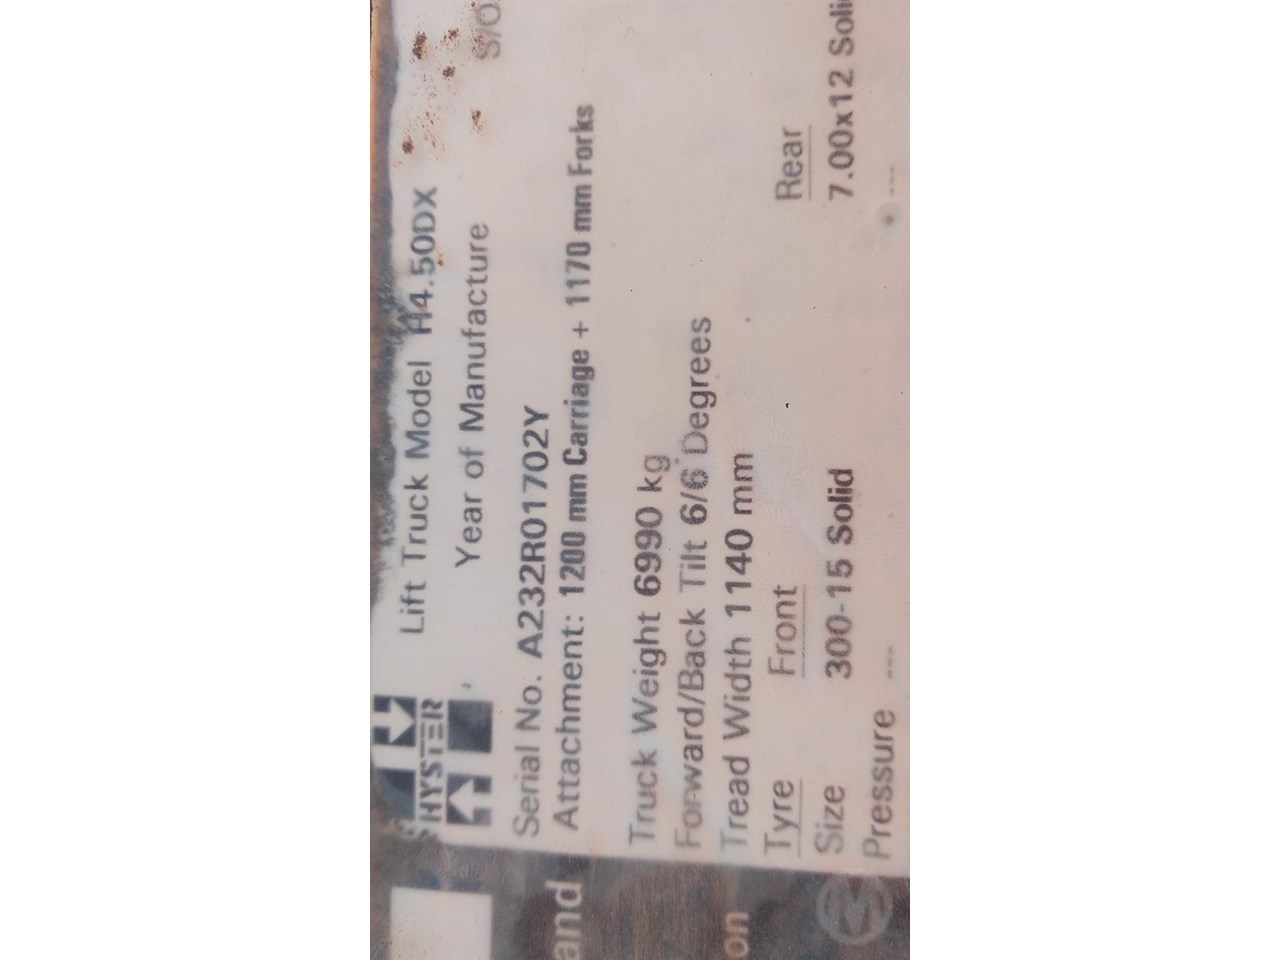 HYSTER
Lift Truck Model H4.50DX
Year of Manufacture S/O
Serial No. A232R01702Y
Attachment: 1200 mm Carriage + 1170 mm Forks
Truck Weight 6990 kg
Forward/Back Tilt 6/6 Degrees
Tread Width 1140 mm
Tyre Front Rear
Size 300-15 Solid 7.00x12 Soli
Pressure --- ---
and
on